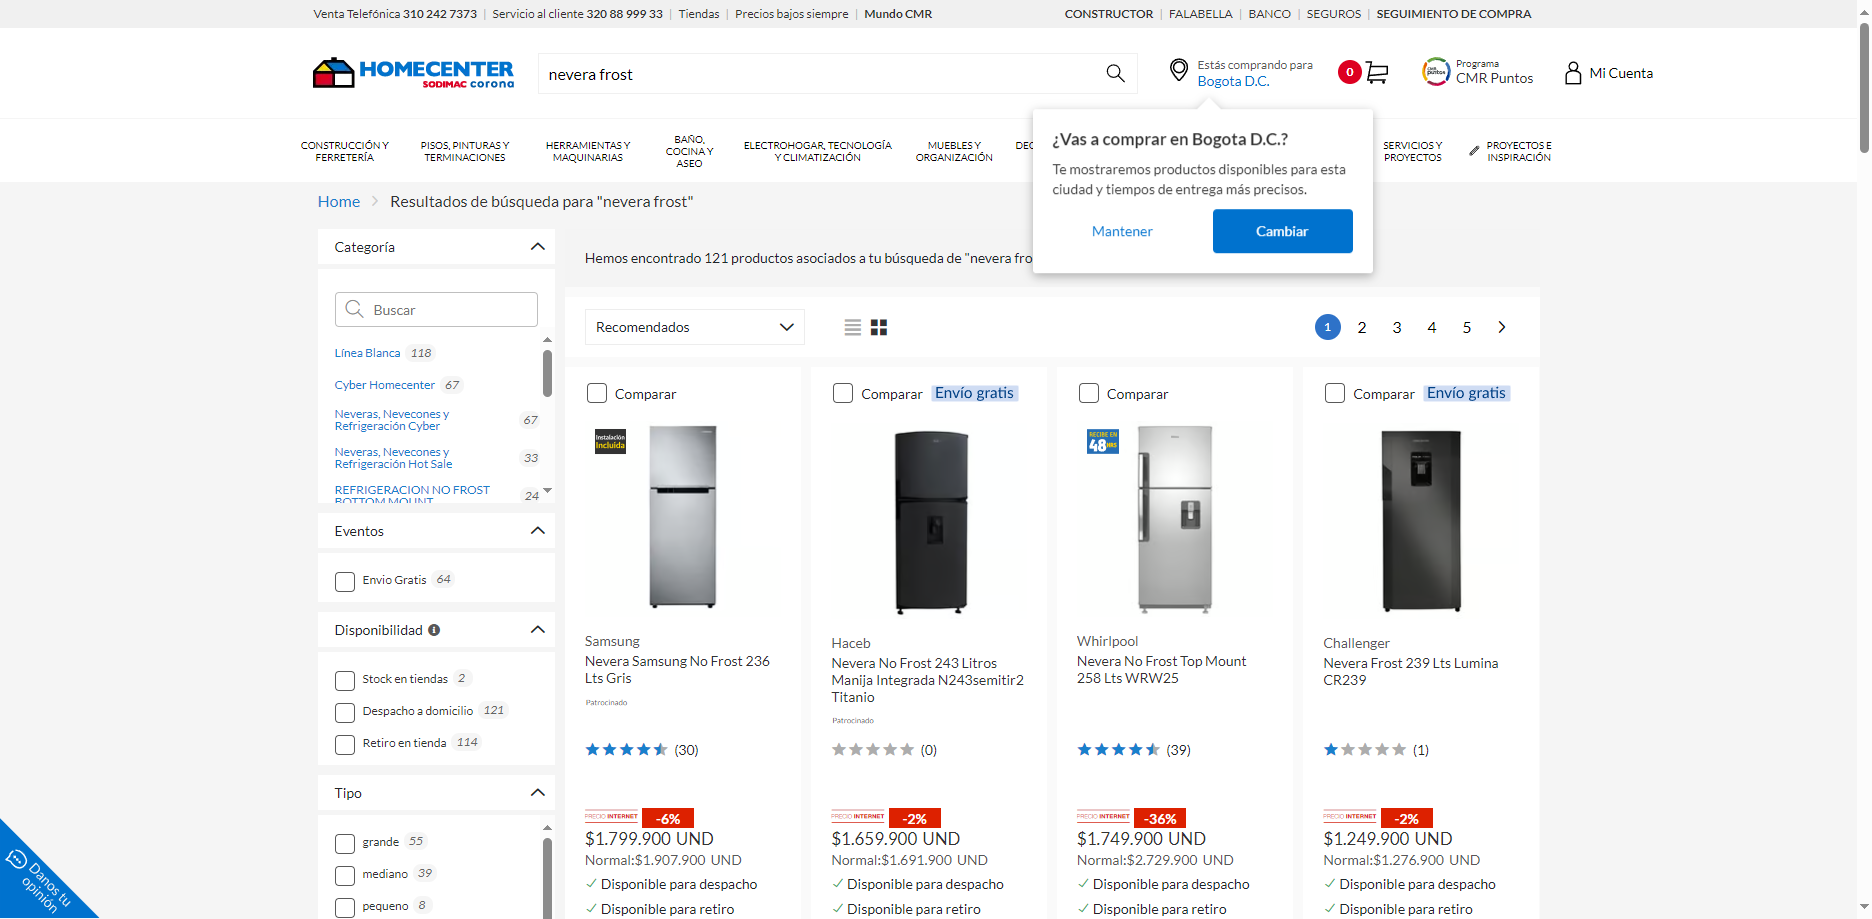 Venta Telefónica 310 242 7373 | Servicio al cliente 320 88 999 33 | Tiendas | Precios bajos siempre | Mundo CMR
CONSTRUCTOR | FALABELLA | BANCO | SEGUROS | SEGUIMIENTO DE COMPRA
HOMECENTER
SODIMAC corona
nevera frost
Estás comprando para
Bogota D.C.
0
CMR puntos
Programa
CMR Puntos
Mi Cuenta
CONSTRUCCIÓN Y
FERRETERÍA
PISOS, PINTURAS Y
TERMINACIONES
HERRAMIENTAS Y
MAQUINARIAS
BAÑO,
COCINA Y
ASEO
ELECTROHOGAR, TECNOLOGÍA
Y CLIMATIZACIÓN
MUEBLES Y
ORGANIZACIÓN
DEC
SERVICIOS Y
PROYECTOS
PROYECTOS E
INSPIRACIÓN
¿Vas a comprar en Bogota D.C.?
Te mostraremos productos disponibles para esta
ciudad y tiempos de entrega más precisos.
Mantener
Cambiar
Home > Resultados de búsqueda para "nevera frost"
Categoría
Buscar
Línea Blanca 118
Cyber Homecenter 67
Neveras, Nevecones y
Refrigeración Cyber 67
Neveras, Nevecones y
Refrigeración Hot Sale 33
REFRIGERACION NO FROST
BOTTOM MOUNT 24
Eventos
Envio Gratis 64
Disponibilidad
Stock en tiendas 2
Despacho a domicilio 121
Retiro en tienda 114
Tipo
grande 55
mediano 39
pequeno 8
Danos tu
opinión
Hemos encontrado 121 productos asociados a tu búsqueda de "nevera fro
Recomendados
1 2 3 4 5
Comparar
Instalación
Incluida
Samsung
Nevera Samsung No Frost 236
Lts Gris
Patrocinado
(30)
PRECIO INTERNET -6%
$1.799.900 UND
Normal:$1.907.900 UND
Disponible para despacho
Disponible para retiro
Comparar Envío gratis
Haceb
Nevera No Frost 243 Litros
Manija Integrada N243semitir2
Titanio
Patrocinado
(0)
PRECIO INTERNET -2%
$1.659.900 UND
Normal:$1.691.900 UND
Disponible para despacho
Disponible para retiro
Comparar
RECIBE EN
48 HRS
Whirlpool
Nevera No Frost Top Mount
258 Lts WRW25
(39)
PRECIO INTERNET -36%
$1.749.900 UND
Normal:$2.729.900 UND
Disponible para despacho
Disponible para retiro
Comparar Envío gratis
Challenger
Nevera Frost 239 Lts Lumina
CR239
(1)
PRECIO INTERNET -2%
$1.249.900 UND
Normal:$1.276.900 UND
Disponible para despacho
Disponible para retiro